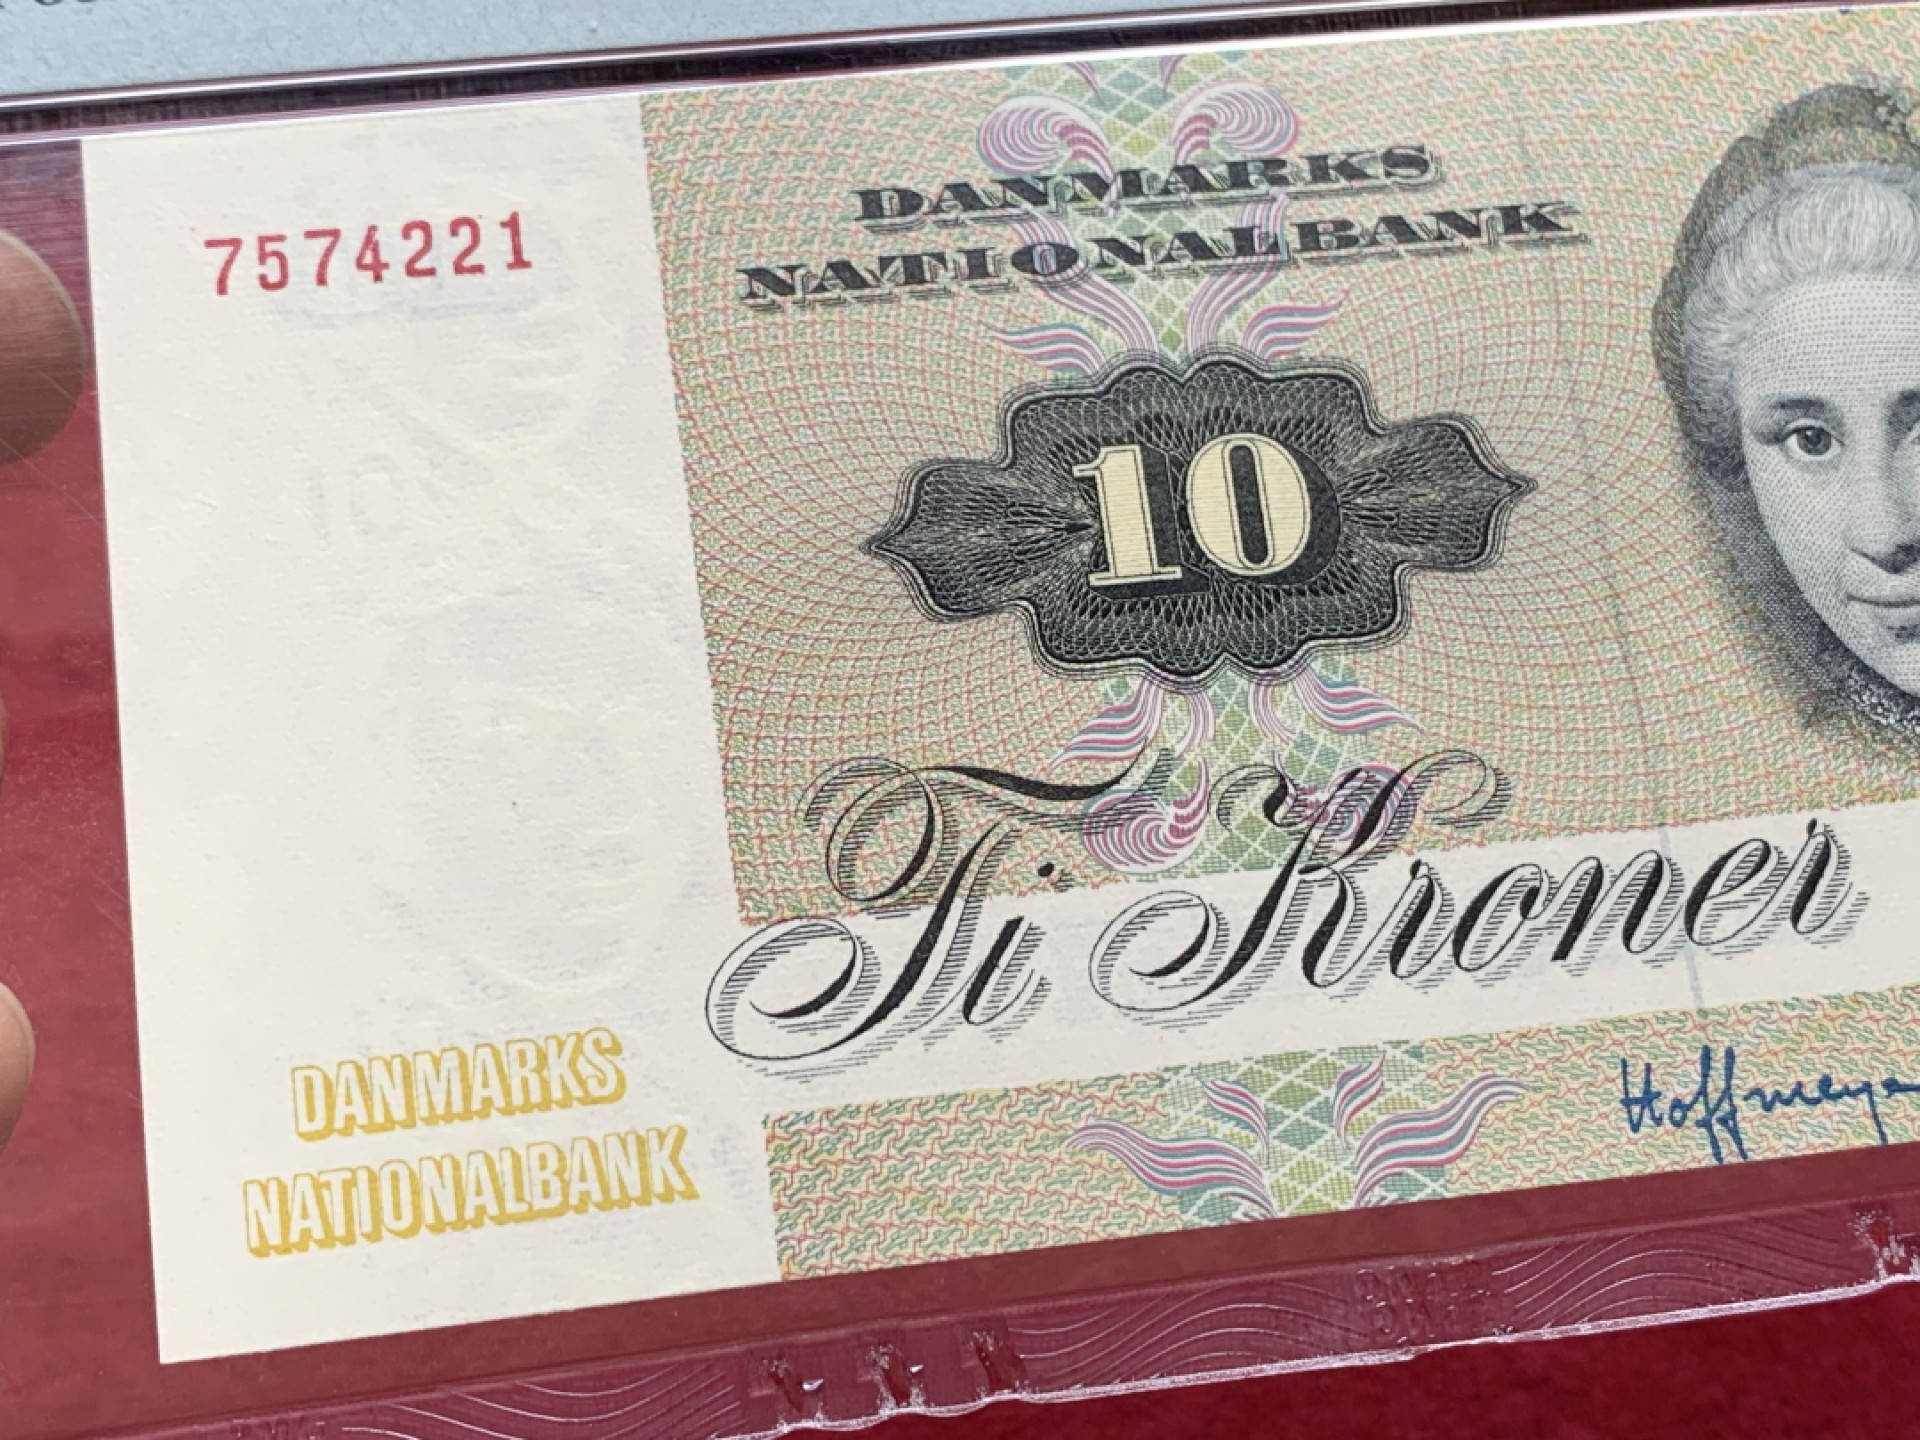 7574221
DANMARKS
NATIONALBANK
10
Ti Kroner
DANMARKS
NATIONALBANK